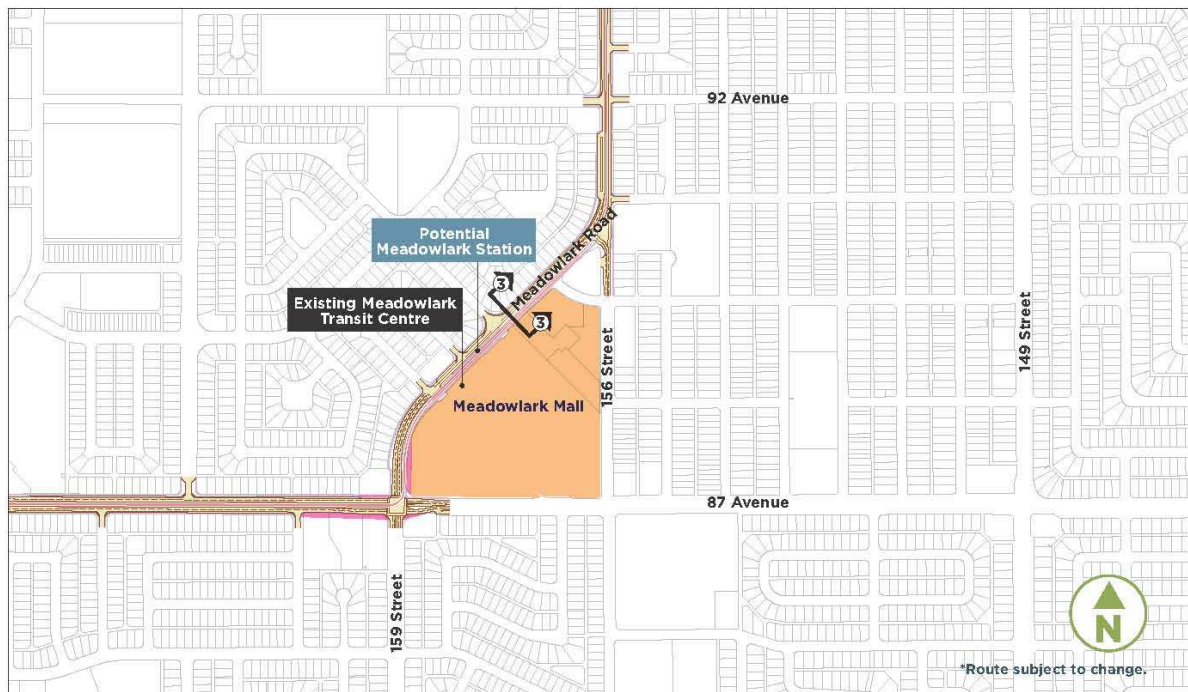 92 Avenue
Potential
Meadowlark Station
Meadowlark Road
3
Existing Meadowlark
Transit Centre
3
156 Street
149 Street
Meadowlark Mall
87 Avenue
159 Street
N
*Route subject to change.